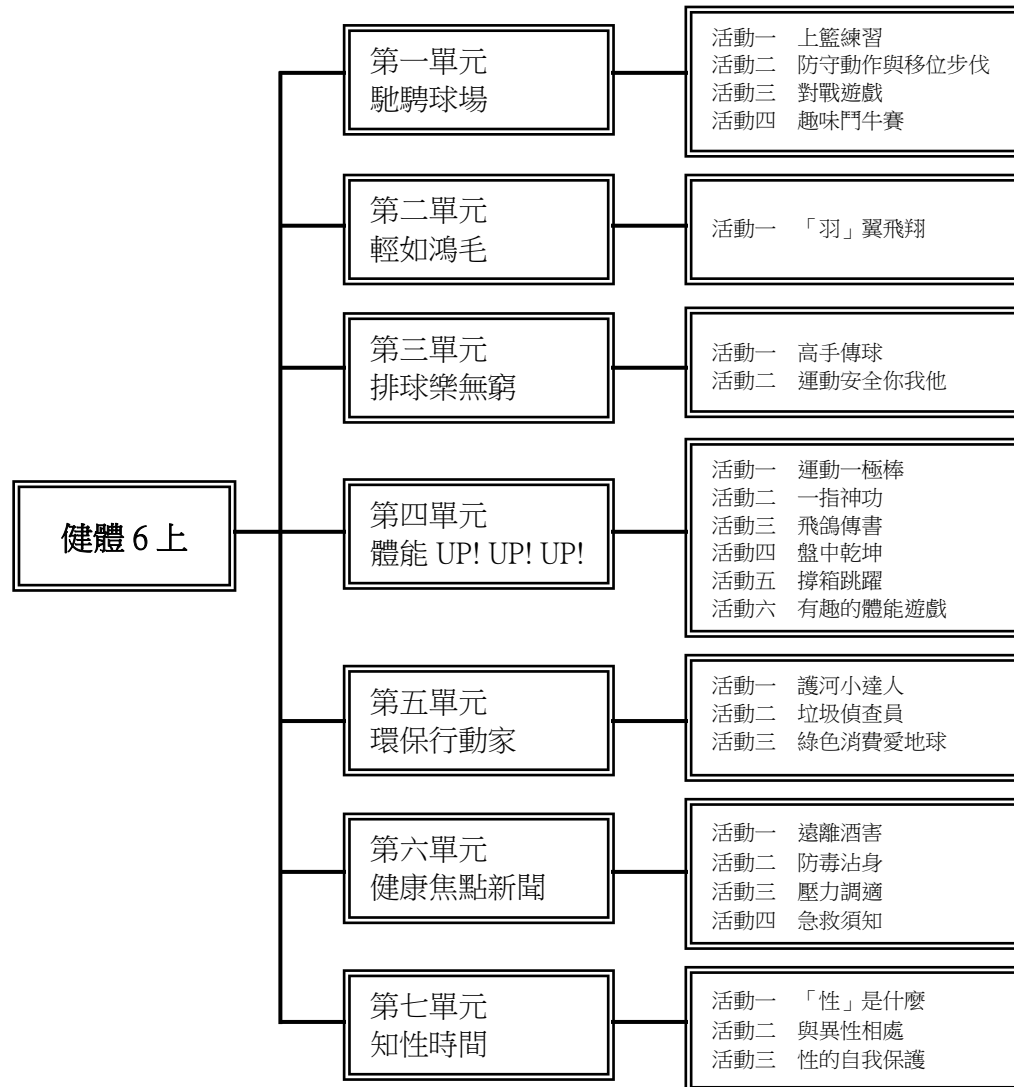 健體 6 上
第一單元
馳騁球場
活動一 上籃練習
活動二 防守動作與移位步伐
活動三 對戰遊戲
活動四 趣味鬥牛賽
第二單元
輕如鴻毛
活動一 「羽」翼飛翔
第三單元
排球樂無窮
活動一 高手傳球
活動二 運動安全你我他
第四單元
體能 UP! UP! UP!
活動一 運動一極棒
活動二 一指神功
活動三 飛鴿傳書
活動四 盤中乾坤
活動五 撐箱跳躍
活動六 有趣的體能遊戲
第五單元
環保行動家
活動一 護河小達人
活動二 垃圾偵查員
活動三 綠色消費愛地球
第六單元
健康焦點新聞
活動一 遠離酒害
活動二 防毒沾身
活動三 壓力調適
活動四 急救須知
第七單元
知性時間
活動一 「性」是什麼
活動二 與異性相處
活動三 性的自我保護